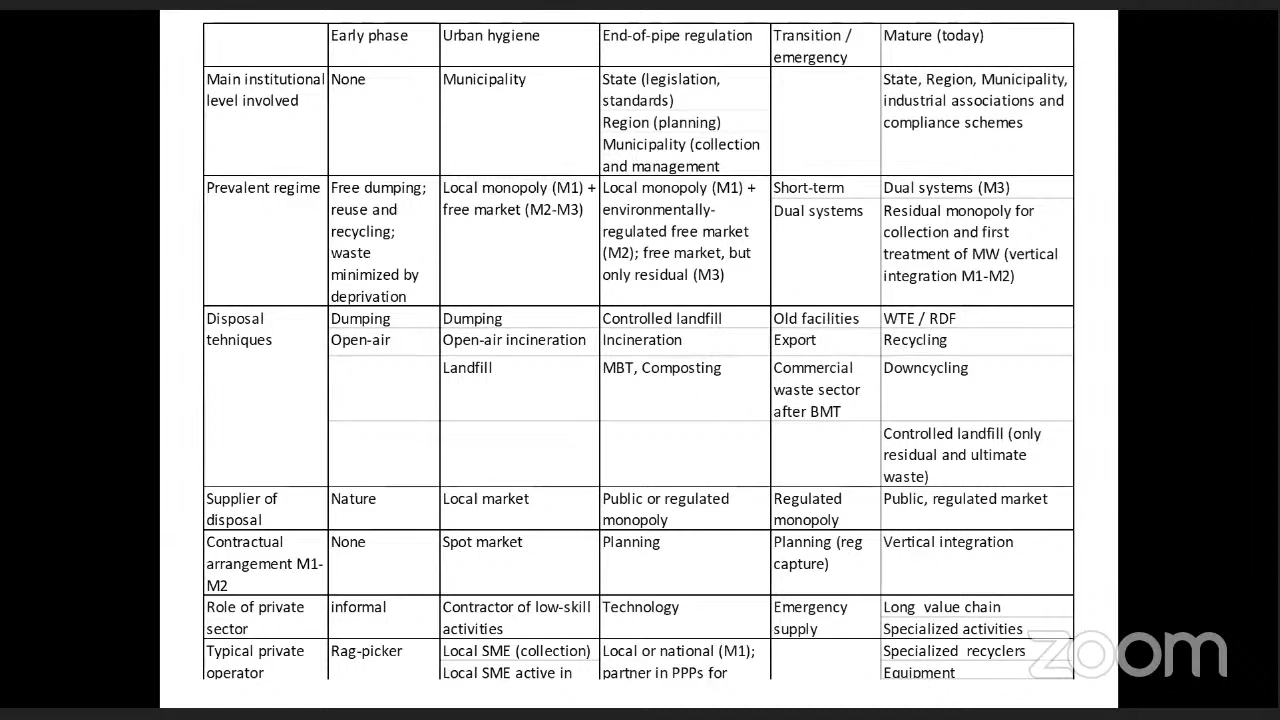 Early phase
Urban hygiene
End-of-pipe regulation
Transition /
emergency
Mature (today)
Main institutional
level involved
None
Municipality
State (legislation,
standards)
Region (planning)
Municipality (collection
and management
State, Region, Municipality,
industrial associations and
compliance schemes
Prevalent regime
Free dumping;
reuse and
recycling;
waste
minimized by
deprivation
Local monopoly (M1) +
free market (M2-M3)
Local monopoly (M1) +
environmentally-
regulated free market
(M2); free market, but
only residual (M3)
Short-term
Dual systems
Dual systems (M3)
Residual monopoly for
collection and first
treatment of MW (vertical
integration M1-M2)
Disposal
tehniques
Dumping
Open-air
Dumping
Open-air incineration
Landfill
Controlled landfill
Incineration
MBT, Composting
Old facilities
Export
Commercial
waste sector
after BMT
WTE / RDF
Recycling
Downcycling
Controlled landfill (only
residual and ultimate
waste)
Supplier of
disposal
Nature
Local market
Public or regulated
monopoly
Regulated
monopoly
Public, regulated market
Contractual
arrangement M1-
M2
None
Spot market
Planning
Planning (reg
capture)
Vertical integration
Role of private
sector
informal
Contractor of low-skill
activities
Technology
Emergency
supply
Long value chain
Specialized activities
Typical private
operator
Rag-picker
Local SME (collection)
Local SME active in
Local or national (M1);
partner in PPPs for
Specialized recyclers
Equipment
zoom